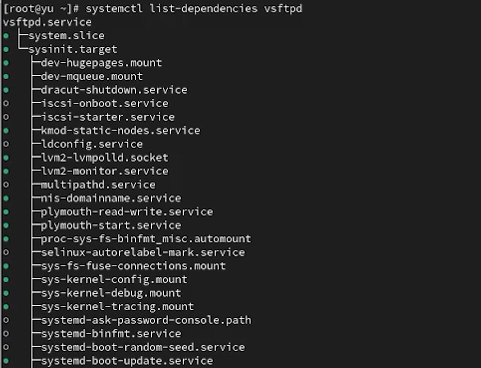 [root@yu ~]# systemctl list-dependencies vsftpd
vsftpd.service
● ├─system.slice
● └─sysinit.target
● ├─dev-hugepages.mount
● ├─dev-mqueue.mount
● ├─dracut-shutdown.service
○ ├─iscsi-onboot.service
○ ├─iscsi-starter.service
● ├─kmod-static-nodes.service
○ ├─ldconfig.service
● ├─lvm2-lvmpolld.socket
● ├─lvm2-monitor.service
○ ├─multipathd.service
● ├─nis-domainname.service
● ├─plymouth-read-write.service
● ├─plymouth-start.service
● ├─proc-sys-fs-binfmt_misc.automount
○ ├─selinux-autorelabel-mark.service
● ├─sys-fs-fuse-connections.mount
● ├─sys-kernel-config.mount
● ├─sys-kernel-debug.mount
● ├─sys-kernel-tracing.mount
○ ├─systemd-ask-password-console.path
○ ├─systemd-binfmt.service
○ ├─systemd-boot-random-seed.service
● ├─systemd-boot-update.service